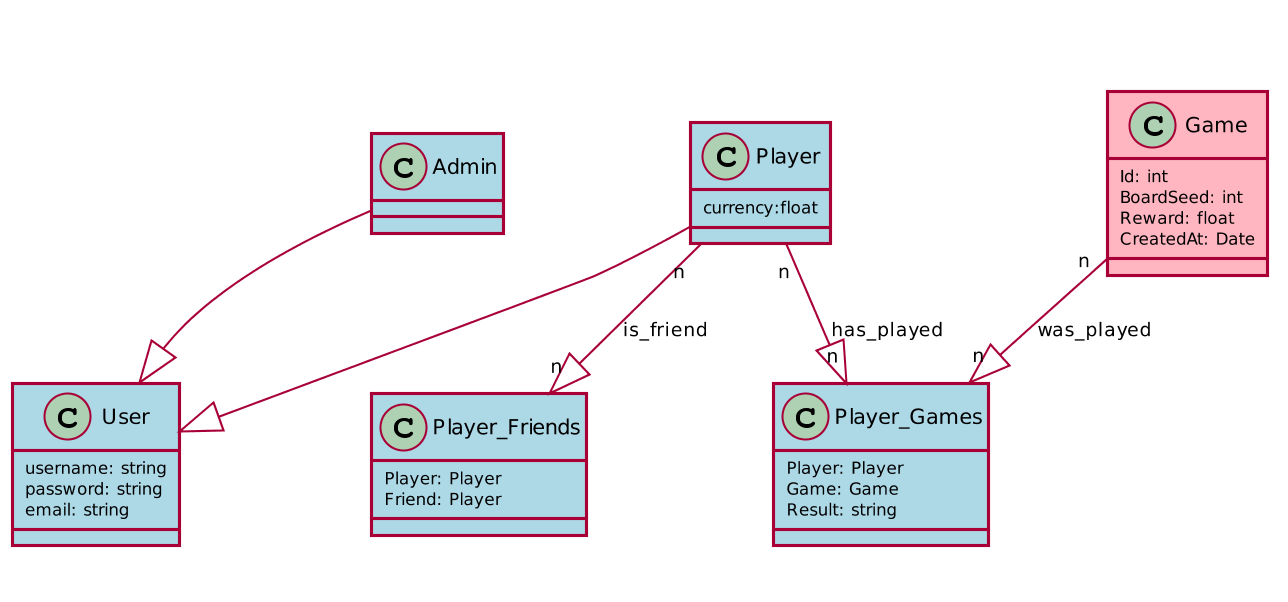 C Admin
C Player
currency:float
C Game
Id: int
BoardSeed: int
Reward: float
CreatedAt: Date
n
n
n
is_friend
has_played
was_played
n
n
n
C User
username: string
password: string
email: string
C Player_Friends
Player: Player
Friend: Player
C Player_Games
Player: Player
Game: Game
Result: string